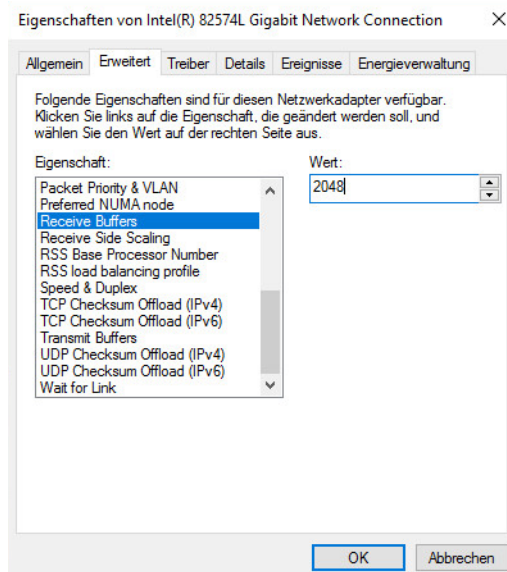 Eigenschaften von Intel(R) 82574L Gigabit Network Connection
Allgemein Erweitert Treiber Details Ereignisse Energieverwaltung
Folgende Eigenschaften sind für diesen Netzwerkadapter verfügbar.
Klicken Sie links auf die Eigenschaft, die geändert werden soll, und
wählen Sie den Wert auf der rechten Seite aus.
Eigenschaft:
Wert:
Packet Priority & VLAN
Preferred NUMA node
Receive Buffers
Receive Side Scaling
RSS Base Processor Number
RSS load balancing profile
Speed & Duplex
TCP Checksum Offload (IPv4)
TCP Checksum Offload (IPv6)
Transmit Buffers
UDP Checksum Offload (IPv4)
UDP Checksum Offload (IPv6)
Wait for Link
2048
OK
Abbrechen